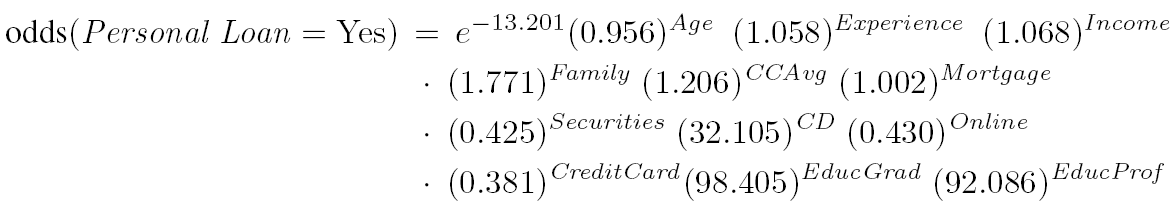 odds(Personal Loan = Yes) = e^{-13.201}(0.956)^{Age} (1.058)^{Experience} (1.068)^{Income}
· (1.771)^{Family} (1.206)^{CCAvg} (1.002)^{Mortgage}
· (0.425)^{Securities} (32.105)^{CD} (0.430)^{Online}
· (0.381)^{CreditCard}(98.405)^{EducGrad} (92.086)^{EducProf}